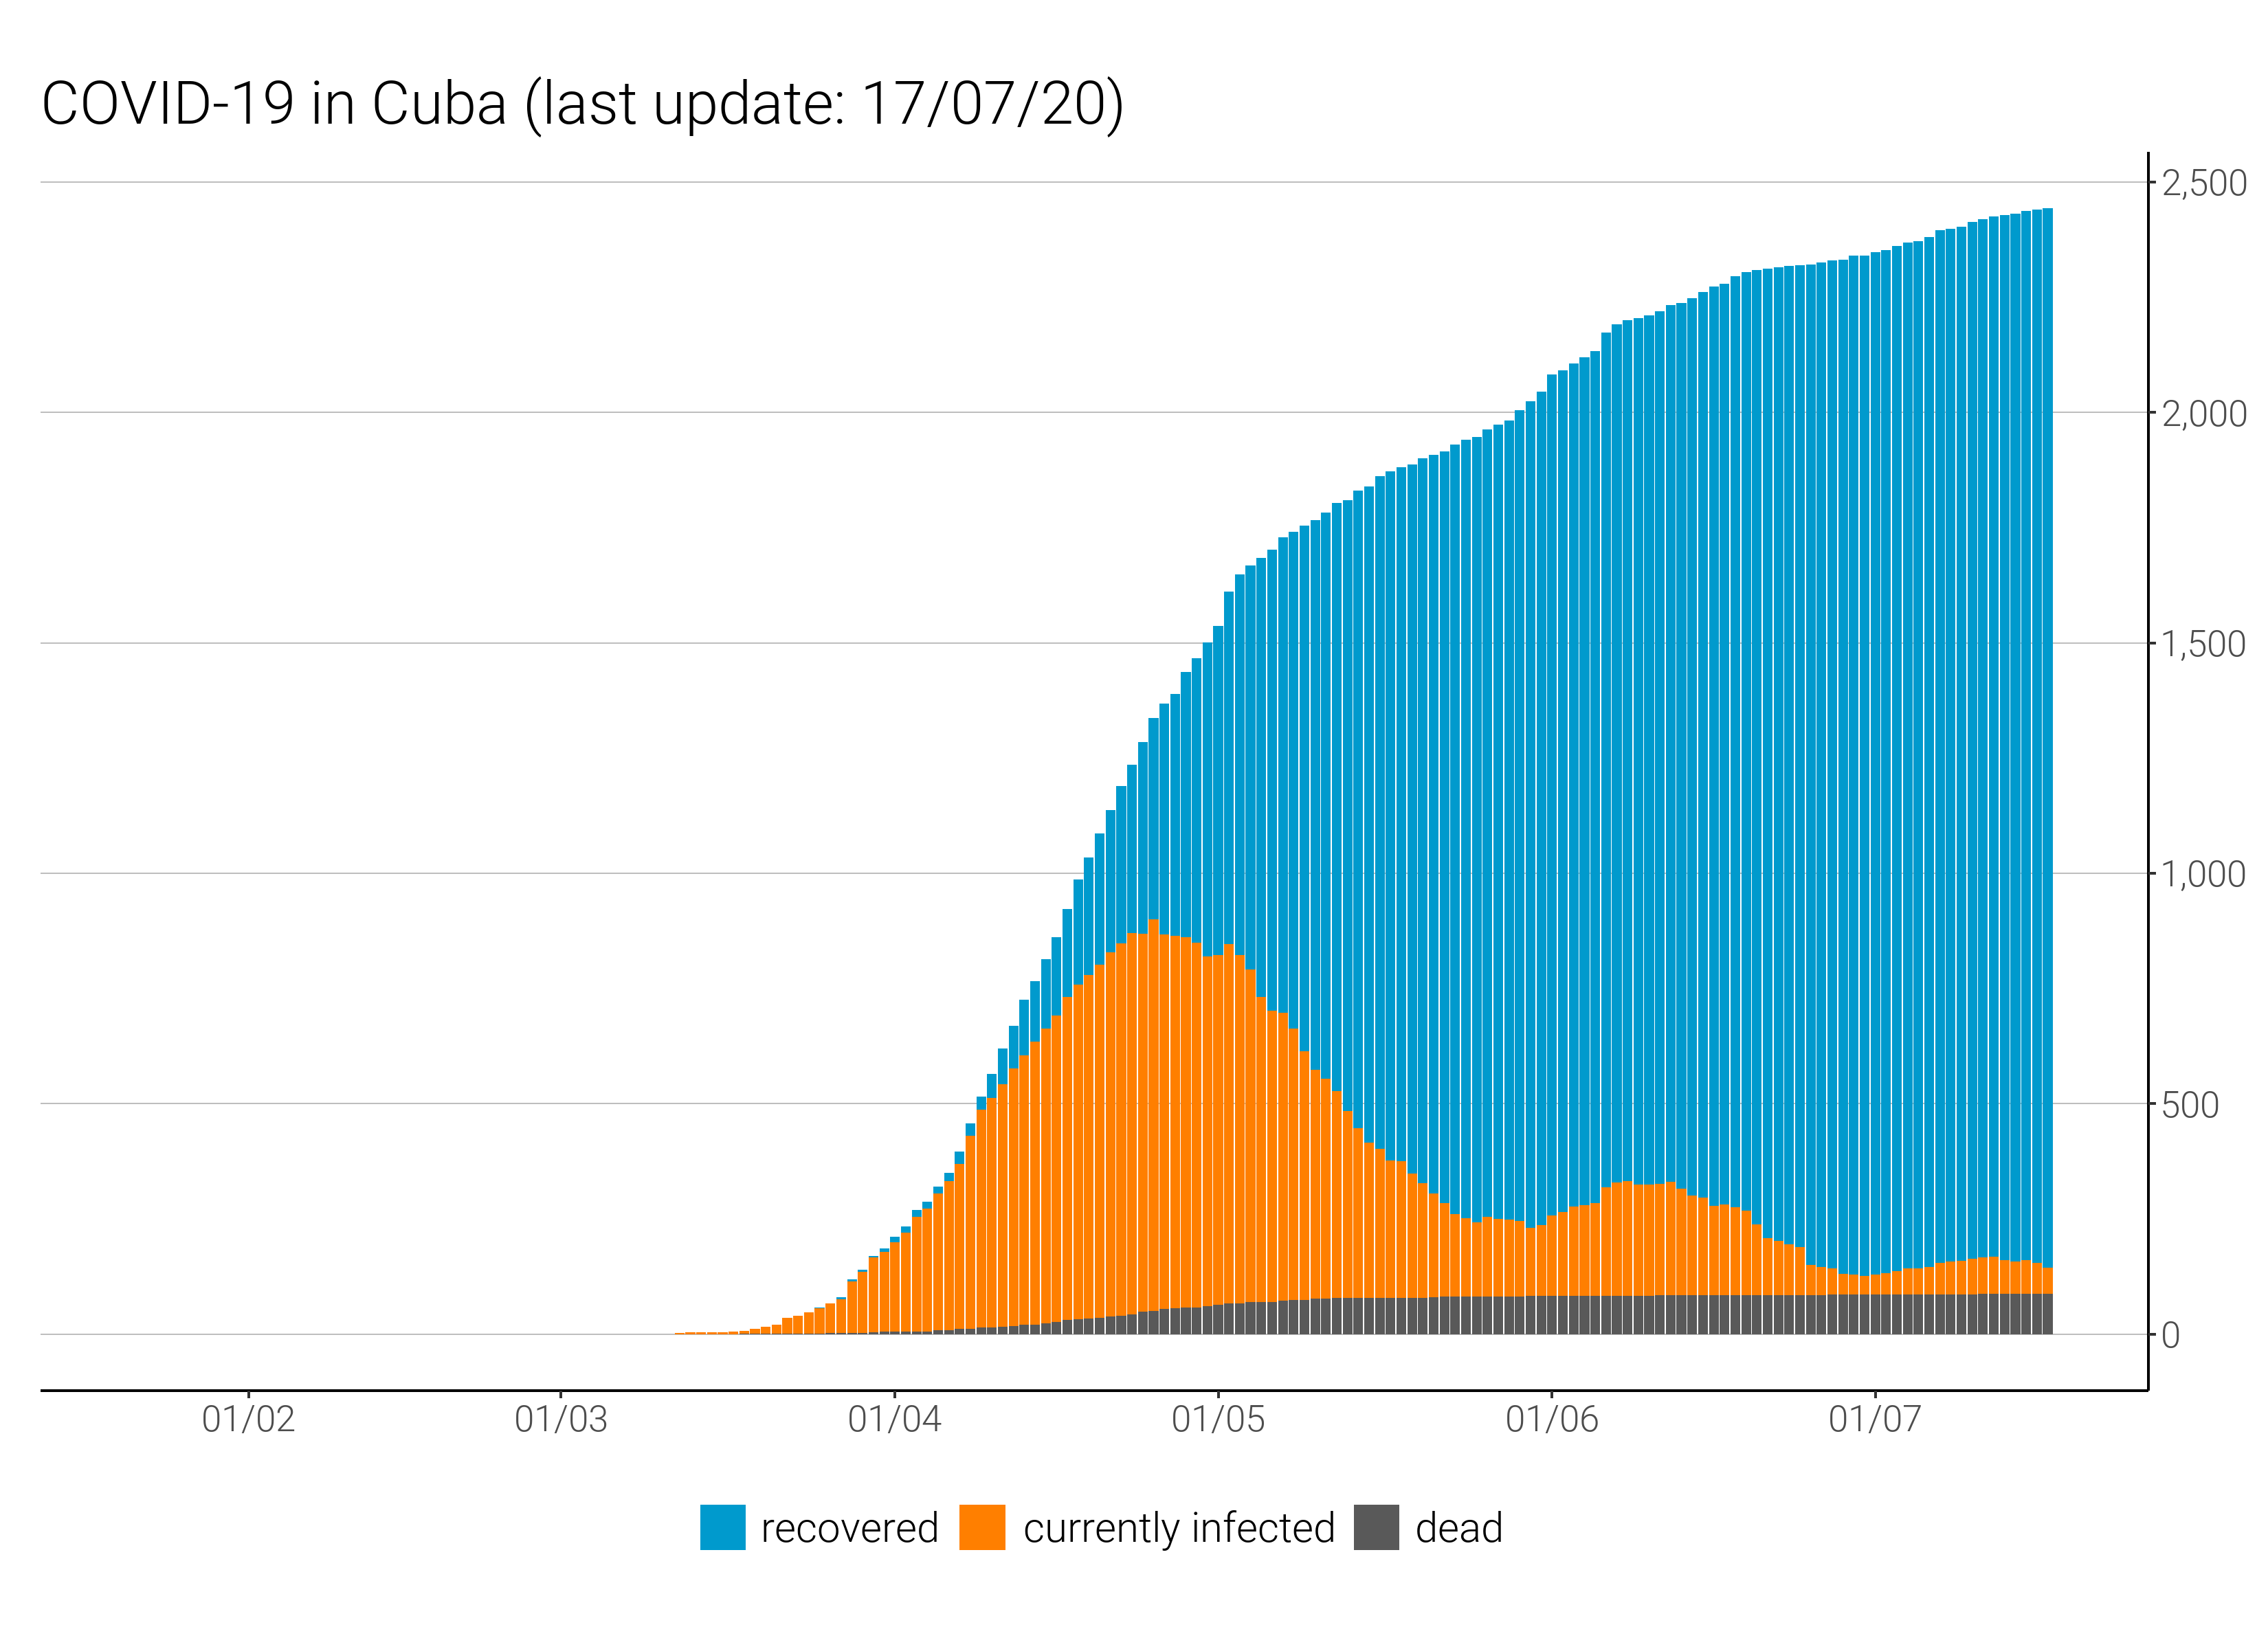 COVID-19 in Cuba (last update: 17/07/20)
2,500
2,000
1,500
1,000
500
0
01/02 01/03 01/04 01/05 01/06 01/07
recovered currently infected dead